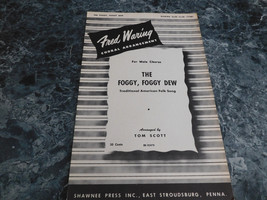 Fred Waring
CHORAL ARRANGEMENT
For Male Chorus
THE
FOGGY, FOGGY DEW
Traditional American Folk Song
Arranged by
TOM SCOTT
SHAWNEE PRESS INC., EAST STROUDSBURG, PENNA.